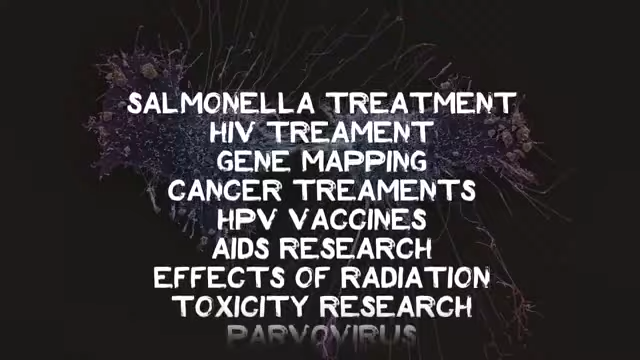 SALMONELLA TREATMENT
HIV TREAMENT
GENE MAPPING
CANCER TREAMENTS
HPV VACCINES
AIDS RESEARCH
EFFECTS OF RADIATION
TOXICITY RESEARCH
PARVOVIRUS